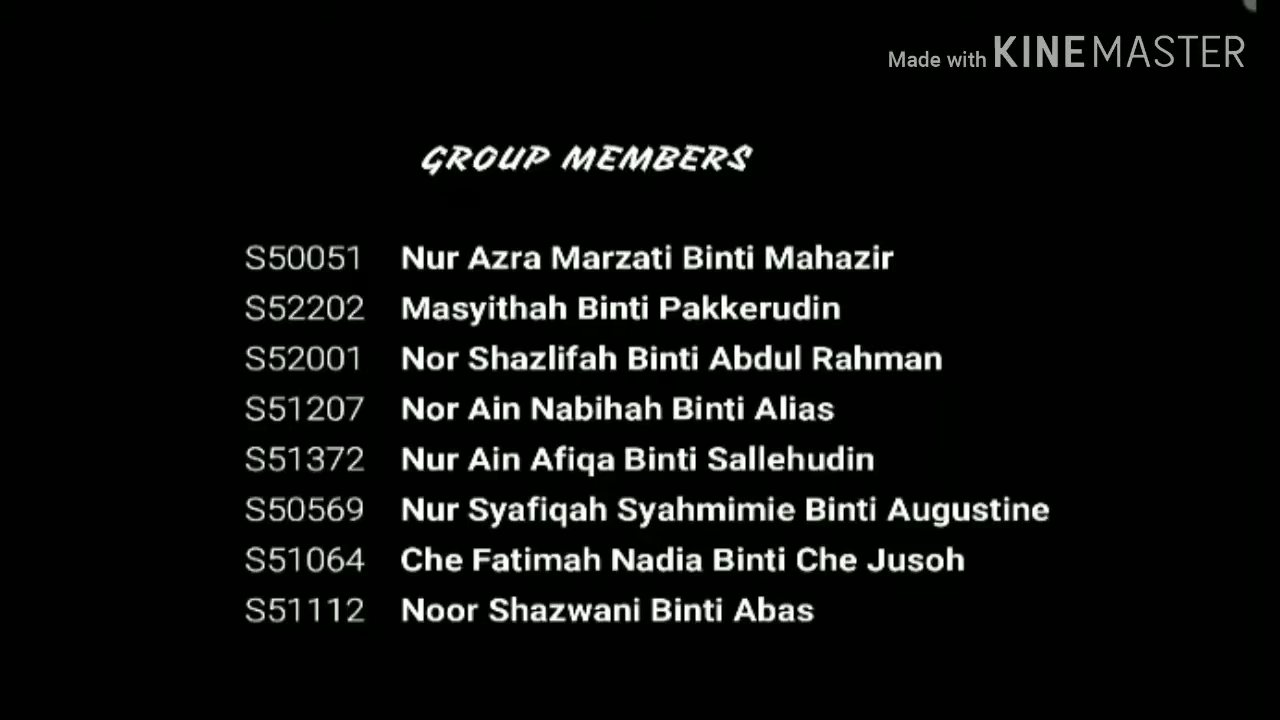 Made with KINEMASTER
GROUP MEMBERS
S50051 Nur Azra Marzati Binti Mahazir
S52202 Masyithah Binti Pakkerudin
S52001 Nor Shazlifah Binti Abdul Rahman
S51207 Nor Ain Nabihah Binti Alias
S51372 Nur Ain Afiqa Binti Sallehudin
S50569 Nur Syafiqah Syahmimie Binti Augustine
S51064 Che Fatimah Nadia Binti Che Jusoh
S51112 Noor Shazwani Binti Abas